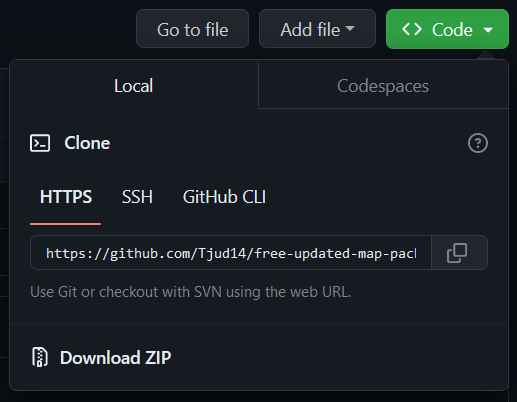 Go to file Add file Code
Local Codespaces
Clone
HTTPS SSH GitHub CLI
https://github.com/Tjud14/free-updated-map-pack
Use Git or checkout with SVN using the web URL.
Download ZIP